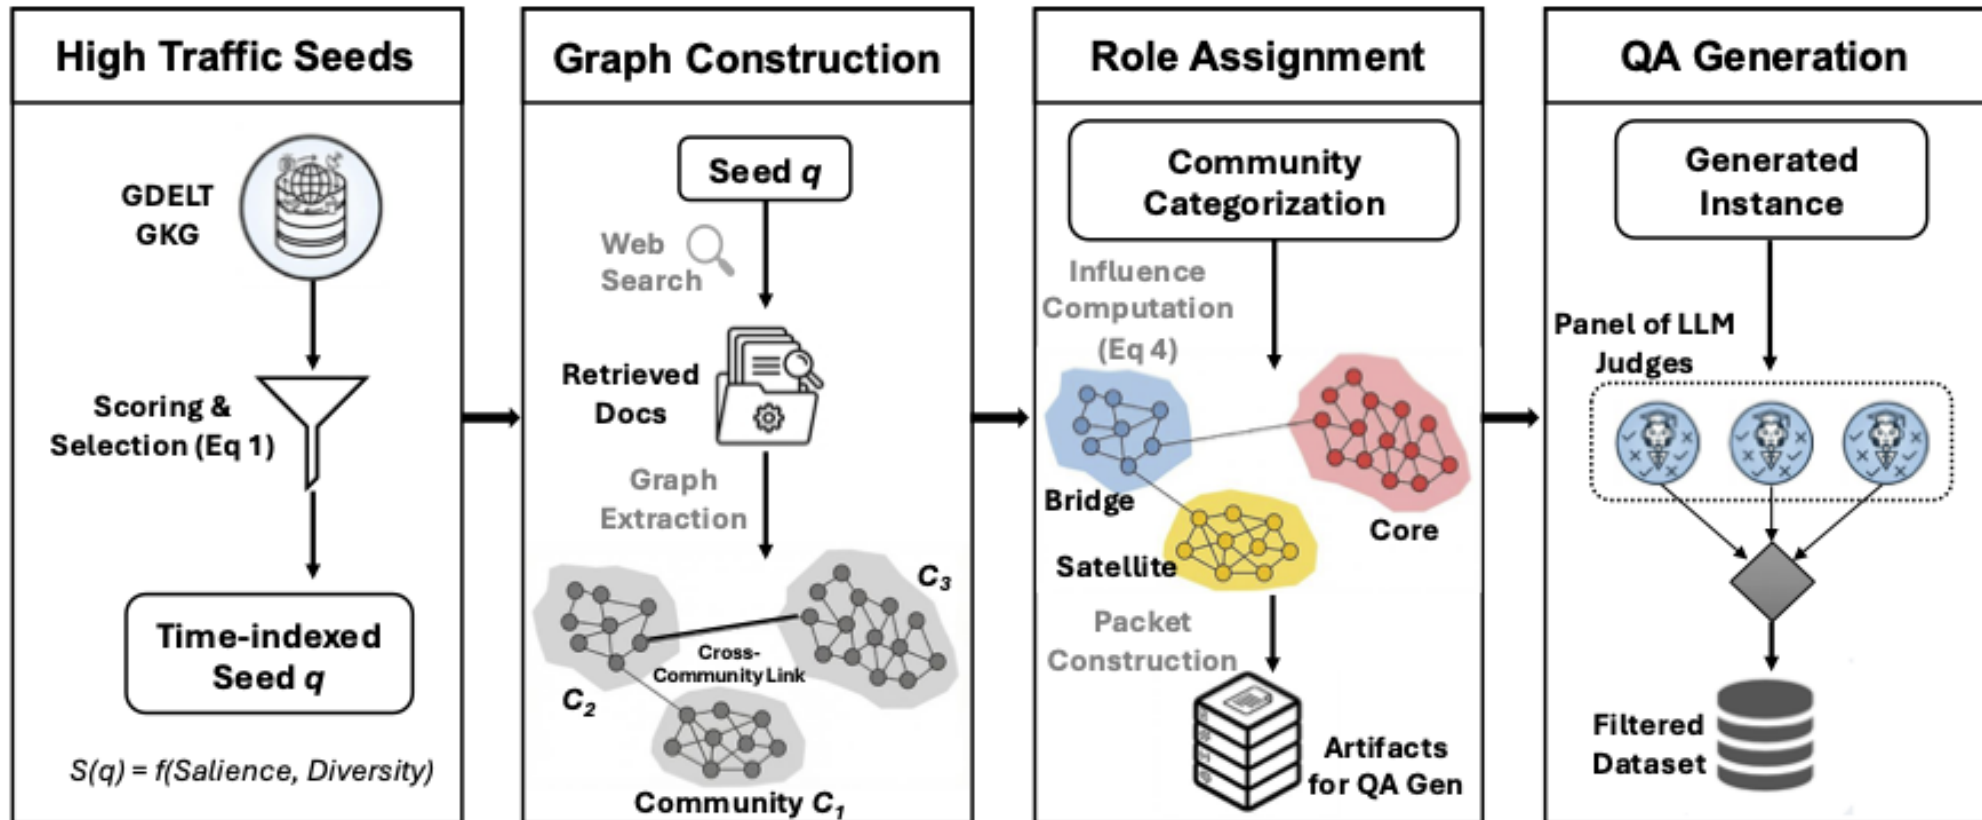 High Traffic Seeds
GDELT
GKG
Scoring &
Selection (Eq 1)
Time-indexed
Seed q
S(q) = f(Salience, Diversity)
Graph Construction
Seed q
Web
Search
Retrieved
Docs
Graph
Extraction
C3
Cross-
Community Link
C2
Community C1
Role Assignment
Community
Categorization
Influence
Computation
(Eq 4)
Bridge
Core
Satellite
Packet
Construction
Artifacts
for QA Gen
QA Generation
Generated
Instance
Panel of LLM
Judges
Filtered
Dataset